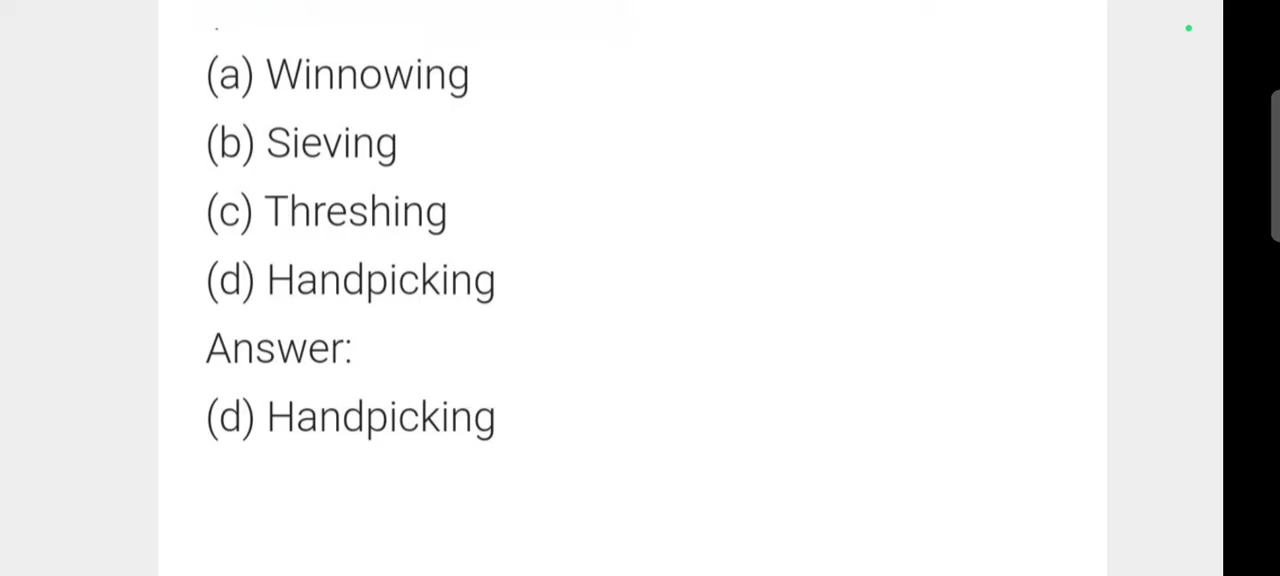 (a) Winnowing
(b) Sieving
(c) Threshing
(d) Handpicking
Answer:
(d) Handpicking